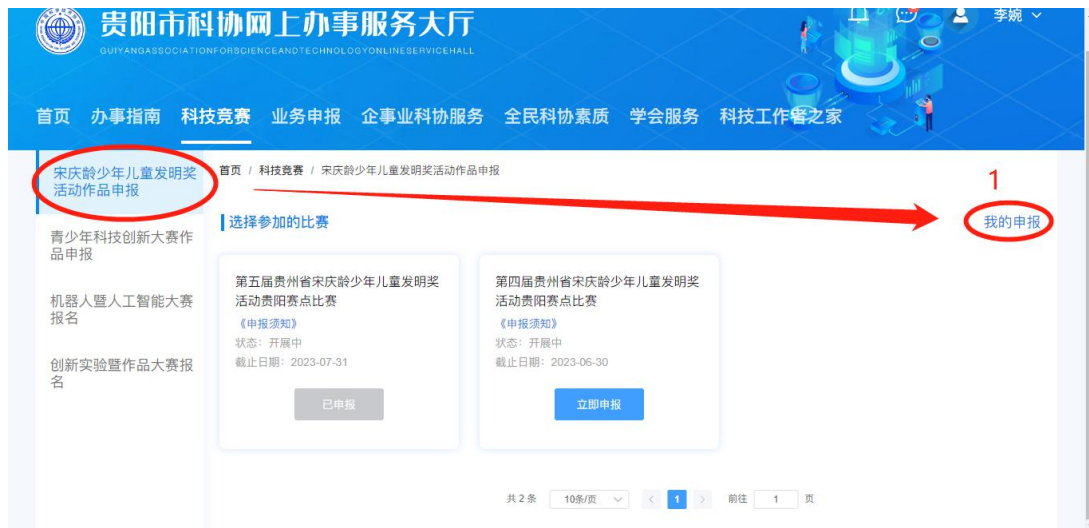 贵阳市科协网上办事服务大厅
GUIYANGASSOCIATIONFORSCIENCEANDTECHNOLOGYONLINESERVICEHALL
李婉
首页 办事指南 科技竞赛 业务申报 企事业科协服务 全民科协素质 学会服务 科技工作者之家
宋庆龄少年儿童发明奖
活动作品申报
青少年科技创新大赛作
品申报
机器人暨人工智能大赛
报名
创新实验暨作品大赛报
名
首页 / 科技竞赛 / 宋庆龄少年儿童发明奖活动作品申报
1
选择参加的比赛
我的申报
第五届贵州省宋庆龄少年儿童发明奖
活动贵阳赛点比赛
《申报须知》
状态：开展中
截止日期：2023-07-31
已申报
第四届贵州省宋庆龄少年儿童发明奖
活动贵阳赛点比赛
《申报须知》
状态：开展中
截止日期：2023-06-30
立即申报
共 2 条 10条/页 < 1 > 前往 1 页